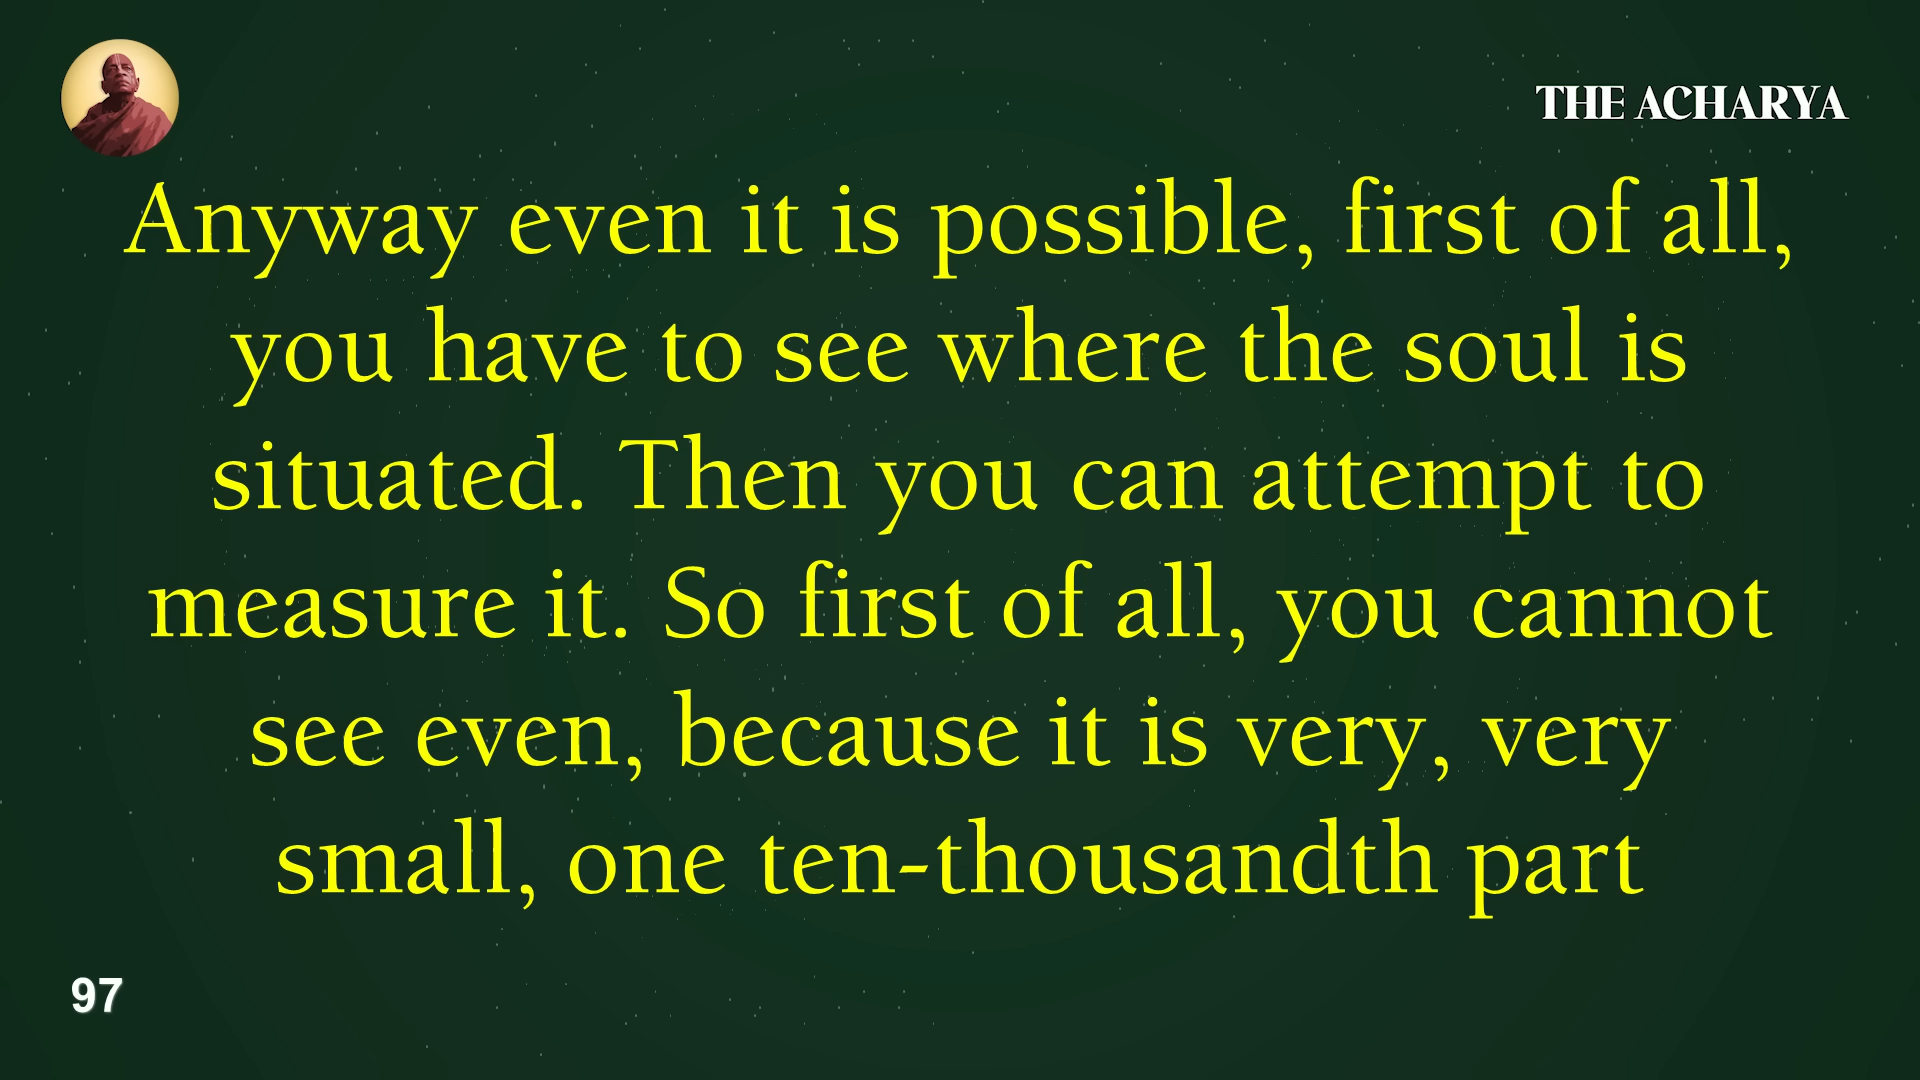 THE ACHARYA
Anyway even it is possible, first of all,
you have to see where the soul is
situated. Then you can attempt to
measure it. So first of all, you cannot
see even, because it is very, very
small, one ten-thousandth part
97